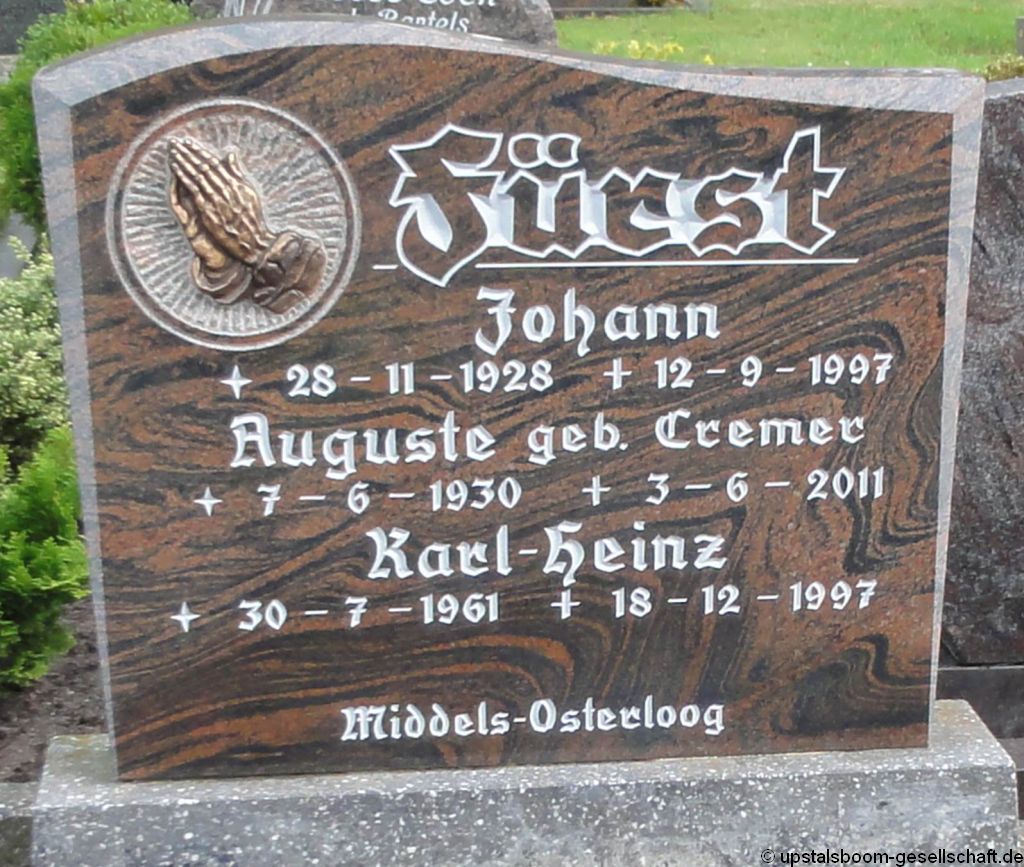 Bartels
Fürst
Johann
28-11-1928 † 12-9-1997
Auguste geb. Cremer
7-6-1930 † 3-6-2011
Karl-Heinz
30-7-1961 † 18-12-1997
Middels-Osterloog
© upstalsboom-gesellschaft.de